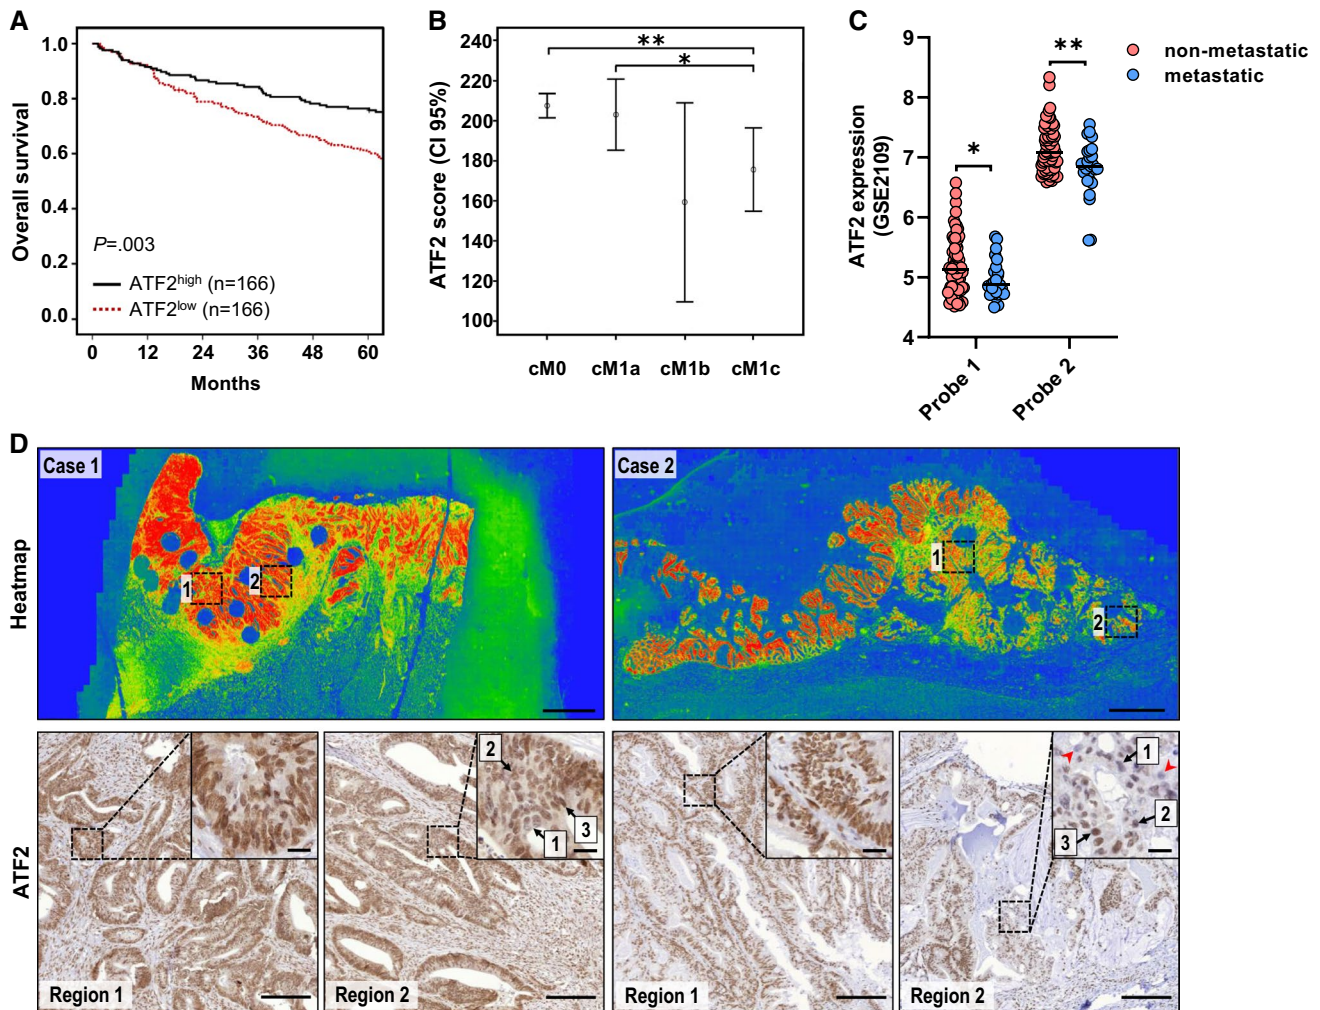 A
Overall survival
1.0
0.8
0.6
0.4
0.2
0.0
P=.003
ATF2high (n=166)
ATF2low (n=166)
0 12 24 36 48 60
Months
B
ATF2 score (CI 95%)
240
220
200
180
160
140
120
100
**
*
cM0 cM1a cM1b cM1c
C
ATF2 expression
(GSE2109)
9
8
7
6
5
4
*
**
non-metastatic
metastatic
Probe 1
Probe 2
D
Heatmap
Case 1
1
2
Case 2
1
2
ATF2
Region 1
2
3
1
Region 2
Region 1
1
2
3
Region 2